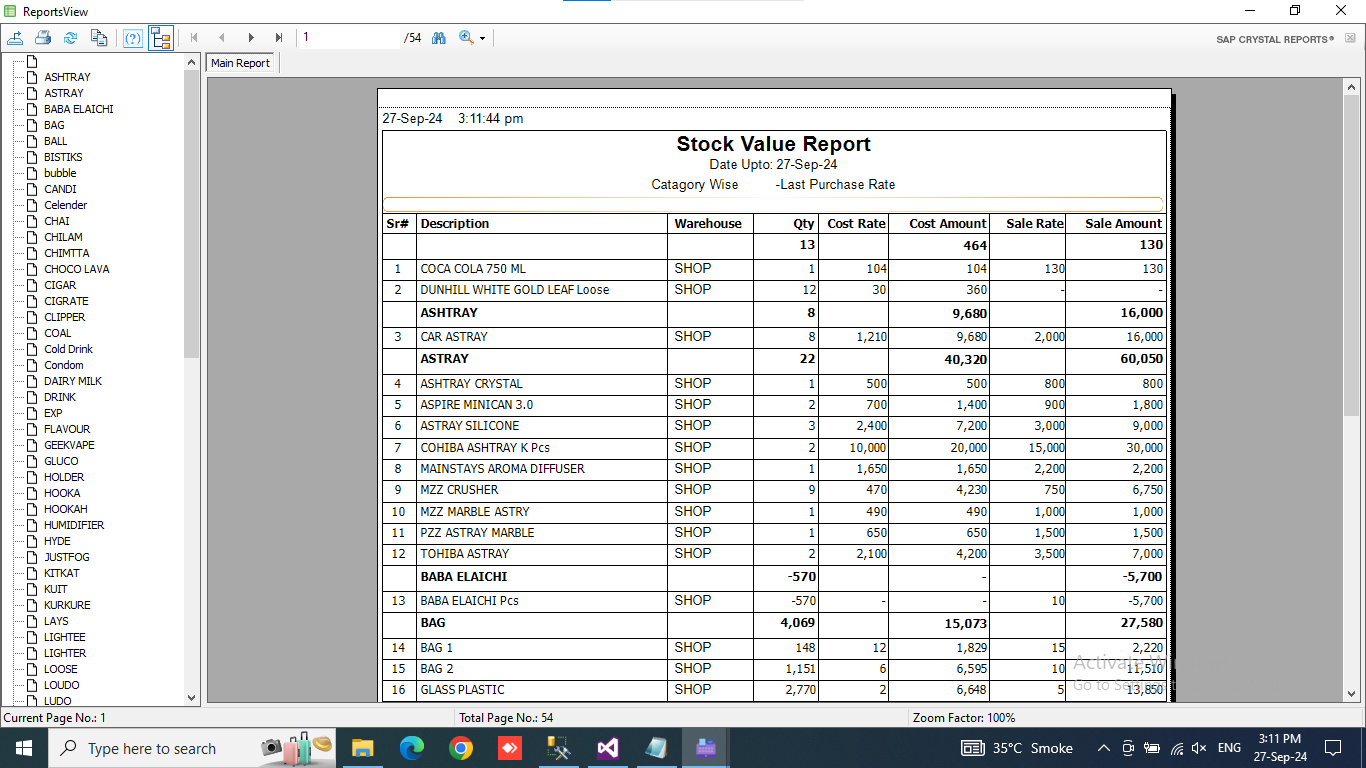 ReportsView
1 /54
SAP CRYSTAL REPORTS®
Main Report
ASHTRAY
ASTRAY
BABA ELAICHI
BAG
BALL
BISTIKS
bubble
CANDI
Celender
CHAI
CHILAM
CHIMTTA
CHOCO LAVA
CIGAR
CIGRATE
CLIPPER
COAL
Cold Drink
Condom
DAIRY MILK
DRINK
EXP
FLAVOUR
GEEKVAPE
GLUCO
HOLDER
HOOKA
HOOKAH
HUMIDIFIER
HYDE
JUSTFOG
KITKAT
KUIT
KURKURE
LAYS
LIGHTEE
LIGHTER
LOOSE
LOUDO
LUDO
27-Sep-24 3:11:44 pm
Stock Value Report
Date Upto: 27-Sep-24
Catagory Wise -Last Purchase Rate
Sr# Description Warehouse Qty Cost Rate Cost Amount Sale Rate Sale Amount
13 464 130
1 COCA COLA 750 ML SHOP 1 104 104 130 130
2 DUNHILL WHITE GOLD LEAF Loose SHOP 12 30 360 - -
ASHTRAY 8 9,680 16,000
3 CAR ASTRAY SHOP 8 1,210 9,680 2,000 16,000
ASTRAY 22 40,320 60,050
4 ASHTRAY CRYSTAL SHOP 1 500 500 800 800
5 ASPIRE MINICAN 3.0 SHOP 2 700 1,400 900 1,800
6 ASTRAY SILICONE SHOP 3 2,400 7,200 3,000 9,000
7 COHIBA ASHTRAY K Pcs SHOP 2 10,000 20,000 15,000 30,000
8 MAINSTAYS AROMA DIFFUSER SHOP 1 1,650 1,650 2,200 2,200
9 MZZ CRUSHER SHOP 9 470 4,230 750 6,750
10 MZZ MARBLE ASTRY SHOP 1 490 490 1,000 1,000
11 PZZ ASTRAY MARBLE SHOP 1 650 650 1,500 1,500
12 TOHIBA ASTRAY SHOP 2 2,100 4,200 3,500 7,000
BABA ELAICHI -570 - -5,700
13 BABA ELAICHI Pcs SHOP -570 - - 10 -5,700
BAG 4,069 15,073 27,580
14 BAG 1 SHOP 148 12 1,829 15 2,220
15 BAG 2 SHOP 1,151 6 6,595 10 11,510
16 GLASS PLASTIC SHOP 2,770 2 6,648 5 13,850
Activate Wi
Go to Se
Current Page No.: 1 Total Page No.: 54 Zoom Factor: 100%
Type here to search
35°C Smoke
ENG
3:11 PM
27-Sep-24